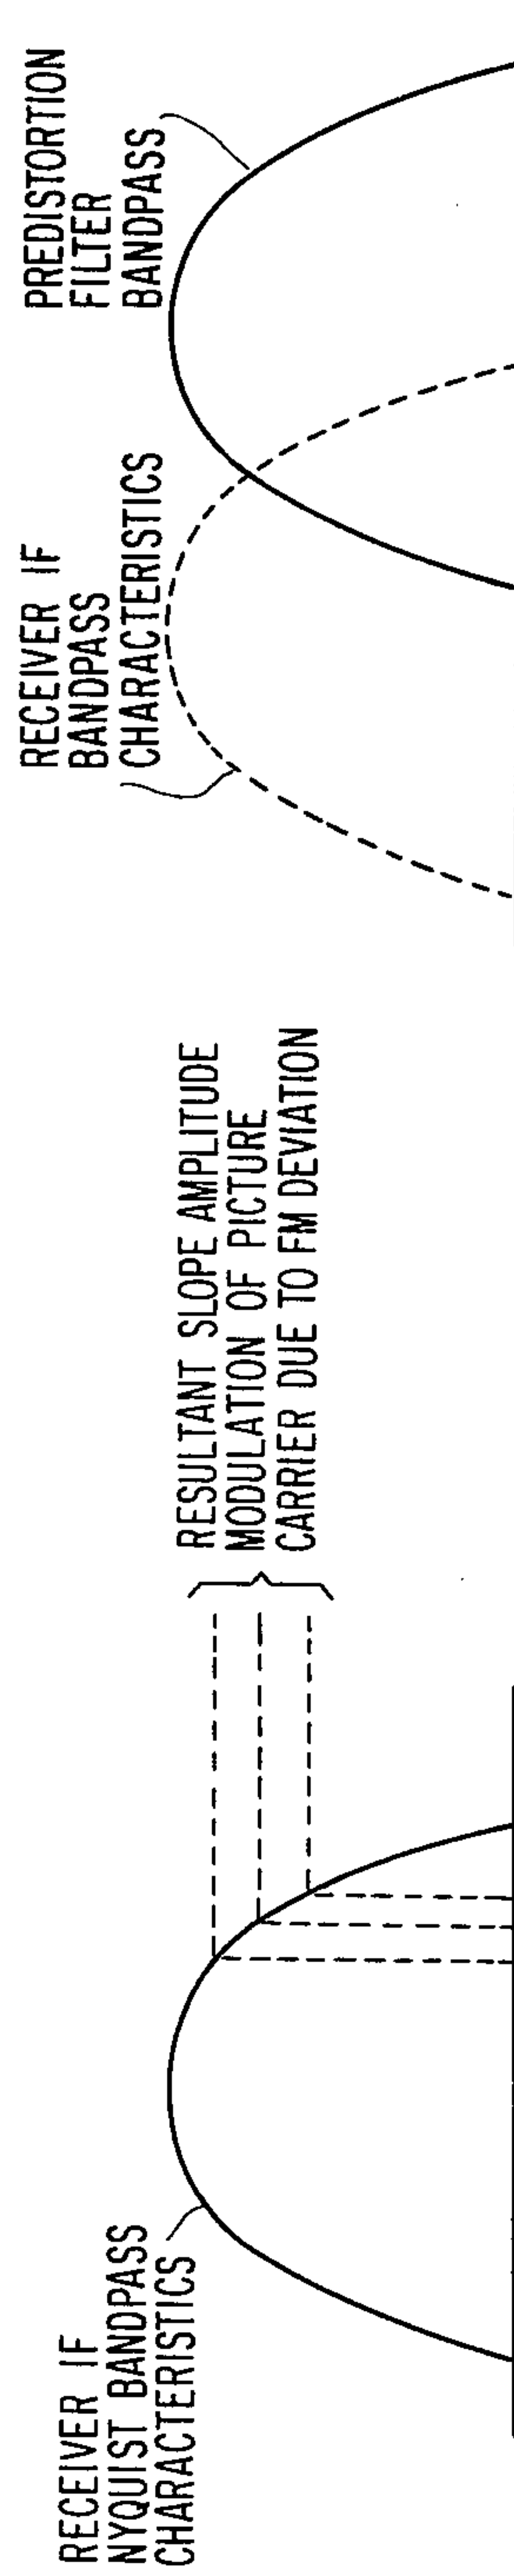 RECEIVER IF
NYQUIST BANDPASS
CHARACTERISTICS
RESULTANT SLOPE AMPLITUDE
MODULATION OF PICTURE
CARRIER DUE TO FM DEVIATION
RECEIVER IF
BANDPASS
CHARACTERISTICS
PREDISTORTION
FILTER
BANDPASS